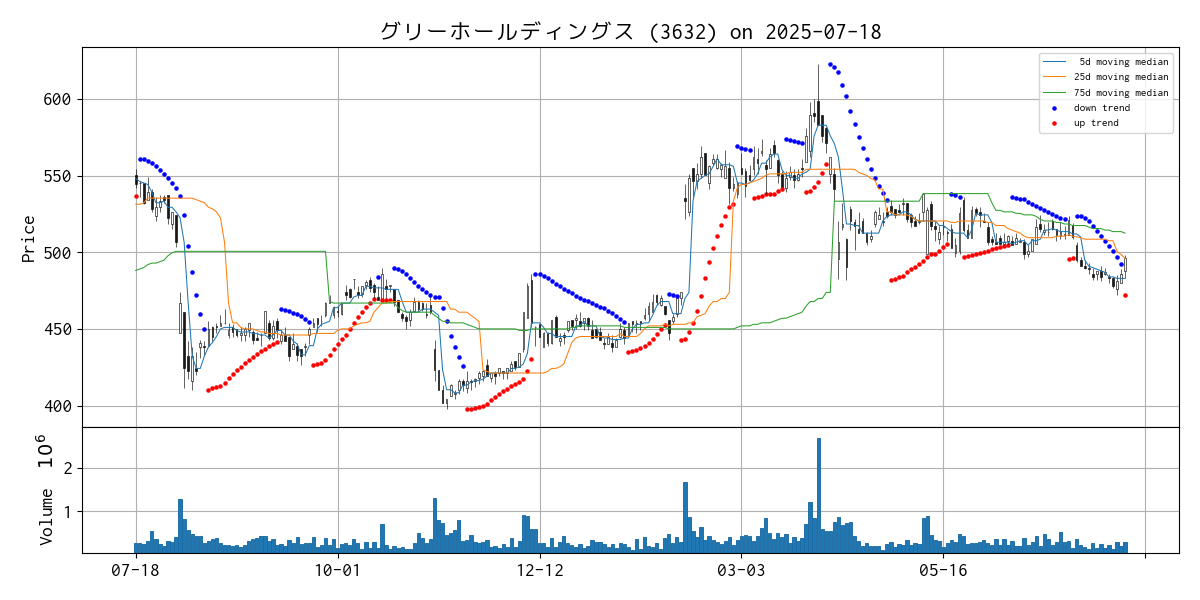 グリーホールディングス (3632) on 2025-07-18
5d moving median
25d moving median
75d moving median
down trend
up trend
Price
600
550
500
450
400
Volume 10^6
2
1
07-18
10-01
12-12
03-03
05-16